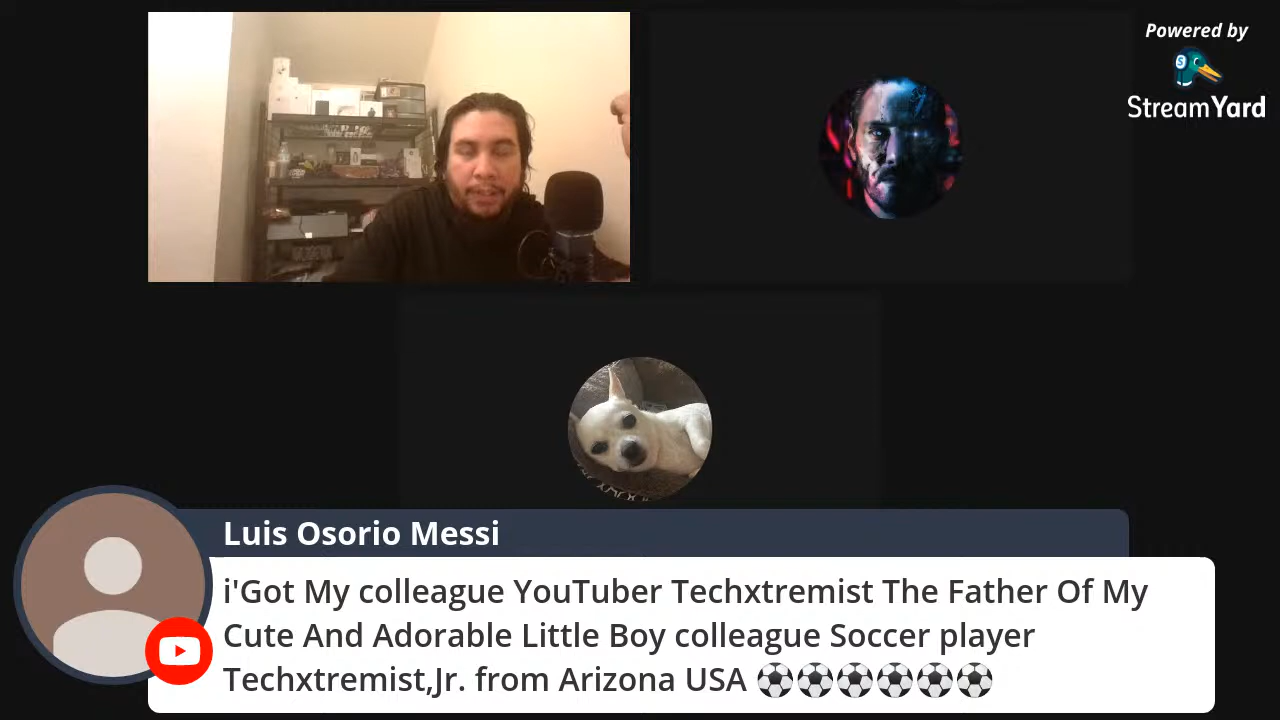 Powered by
StreamYard
Luis Osorio Messi
i'Got My colleague YouTuber Techxtremist The Father Of My
Cute And Adorable Little Boy colleague Soccer player
Techxtremist,Jr. from Arizona USA ⚽⚽⚽⚽⚽⚽